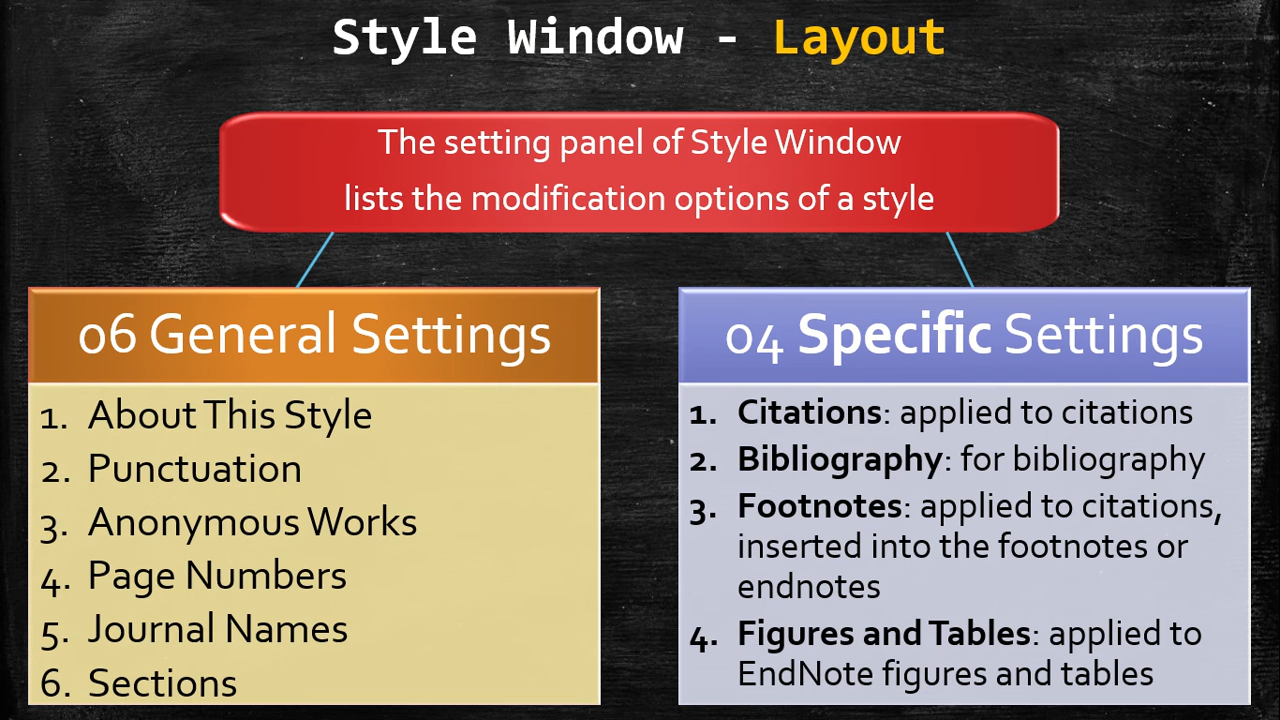 Style Window - Layout
The setting panel of Style Window
lists the modification options of a style
06 General Settings
1. About This Style
2. Punctuation
3. Anonymous Works
4. Page Numbers
5. Journal Names
6. Sections
04 Specific Settings
1. Citations: applied to citations
2. Bibliography: for bibliography
3. Footnotes: applied to citations,
inserted into the footnotes or
endnotes
4. Figures and Tables: applied to
EndNote figures and tables